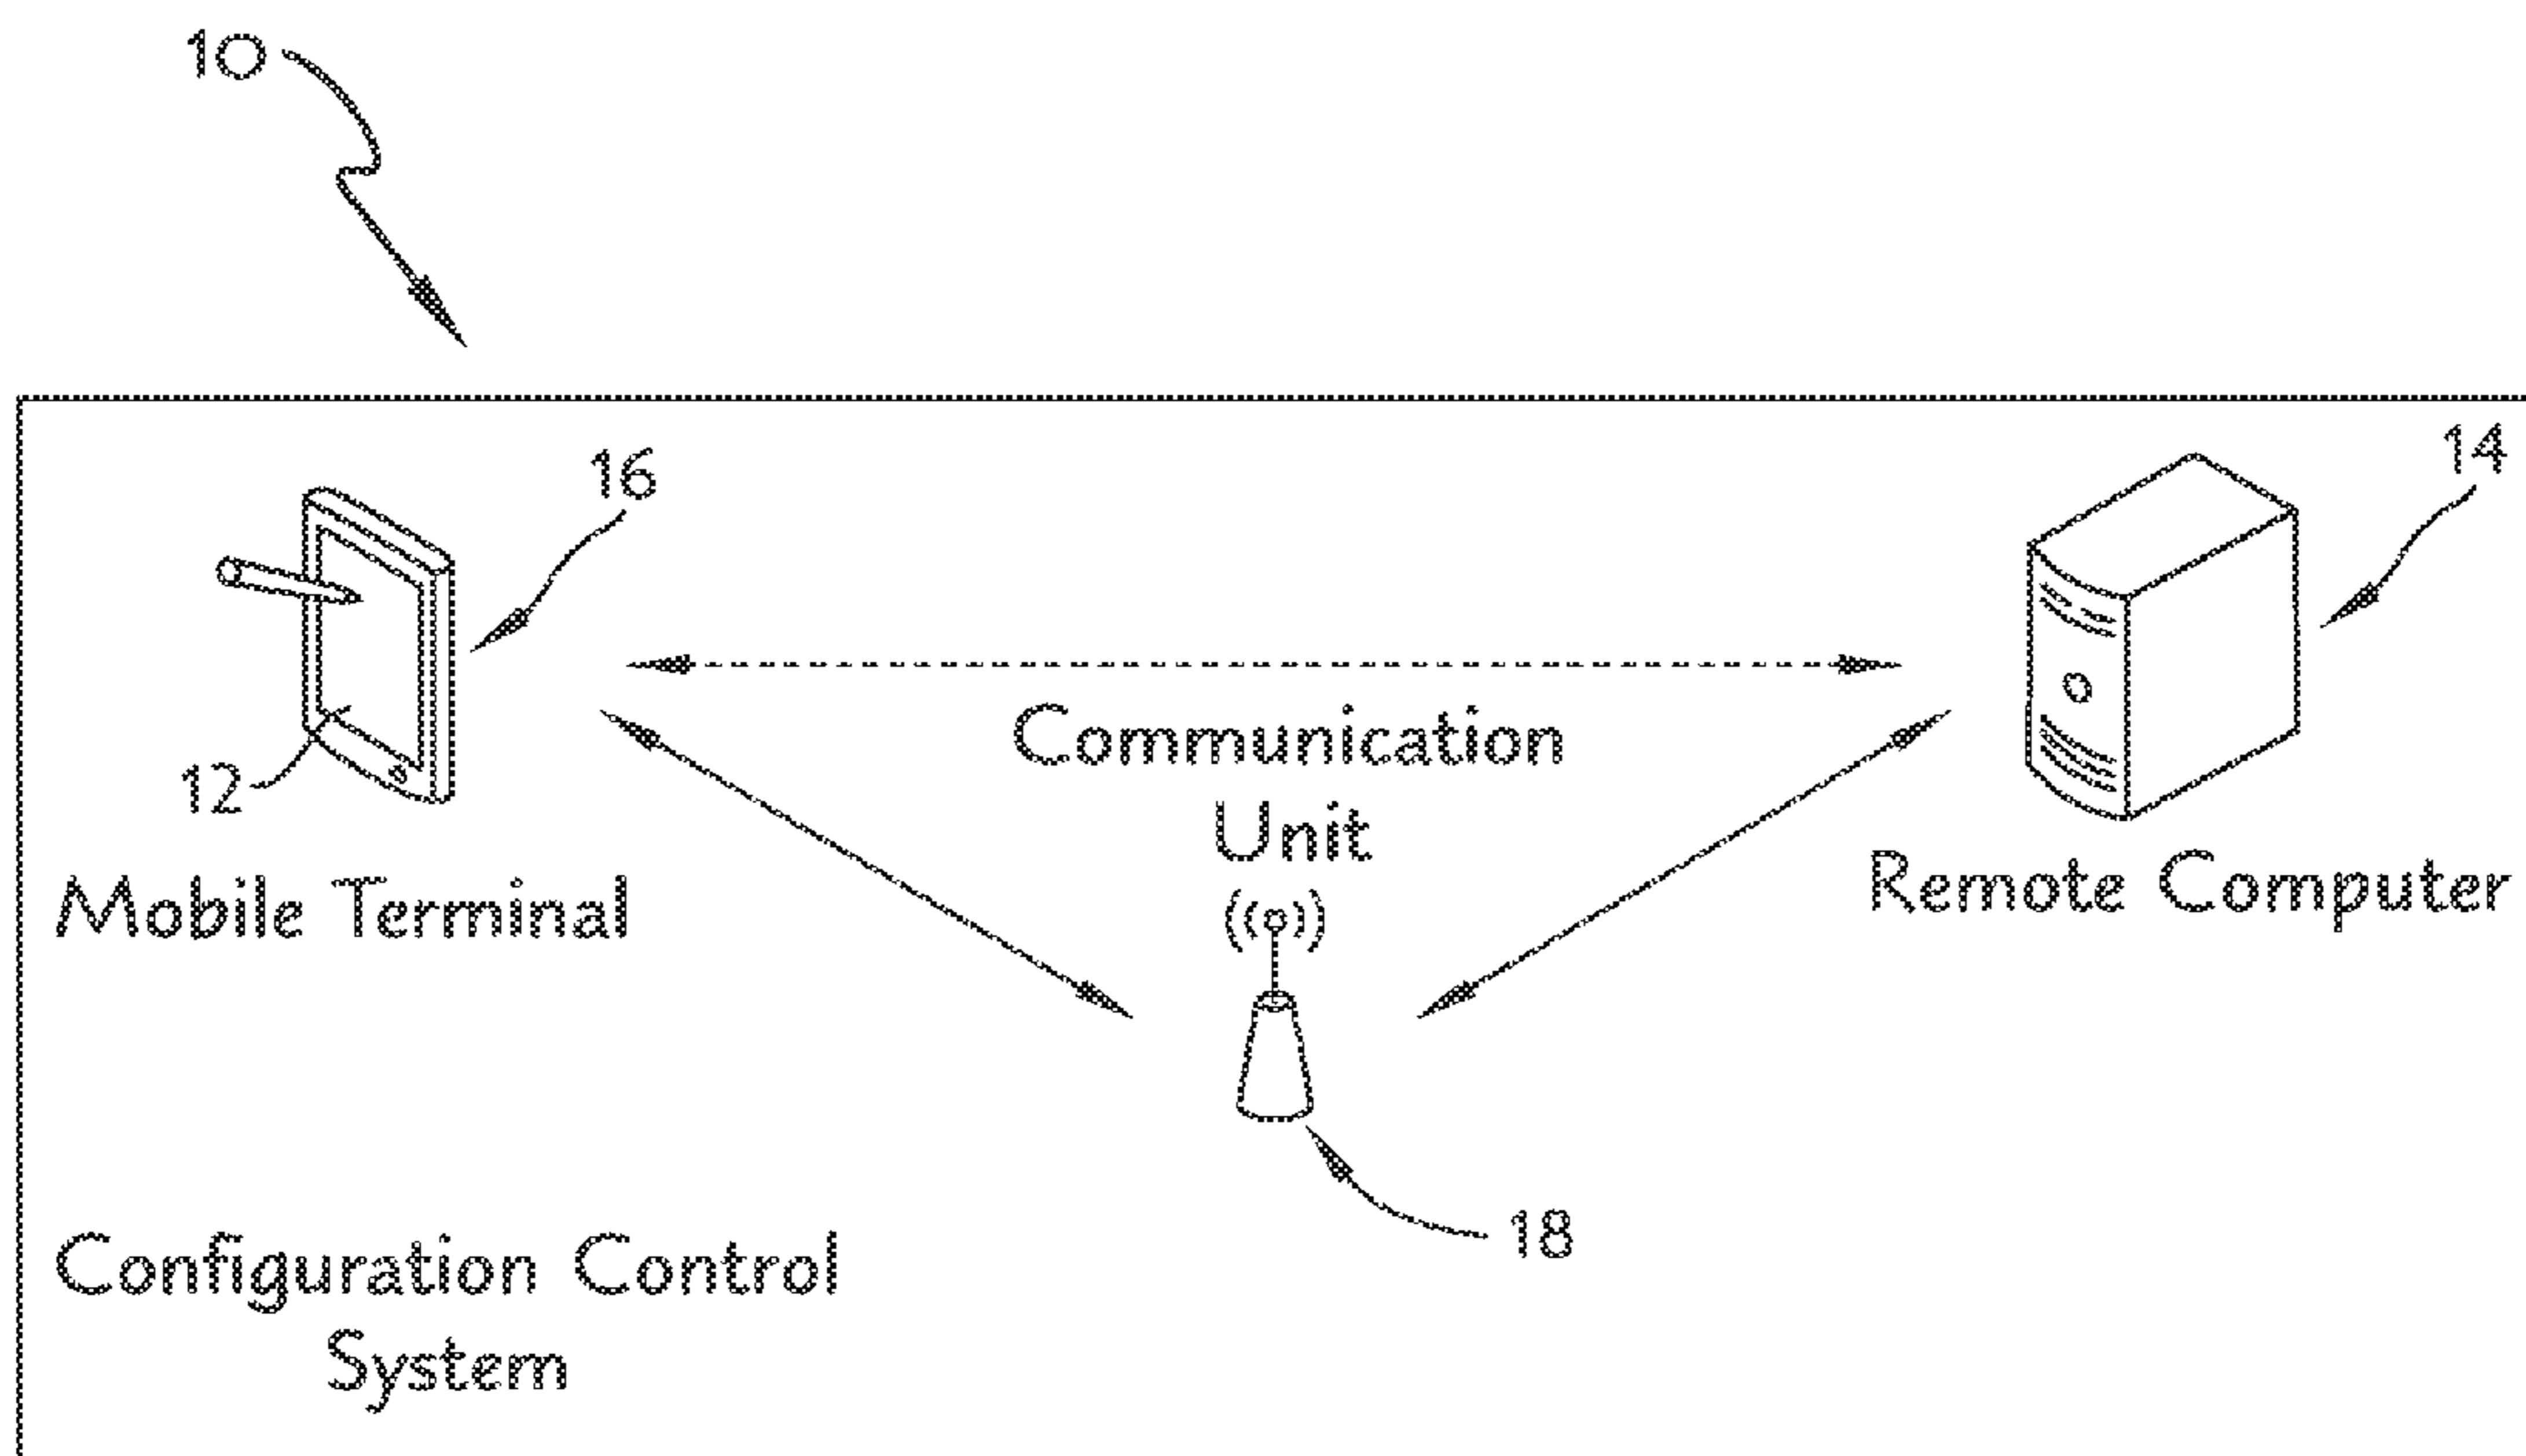 10
16
14
12
Communication
Unit
Mobile Terminal
Remote Computer
18
Configuration Control
System